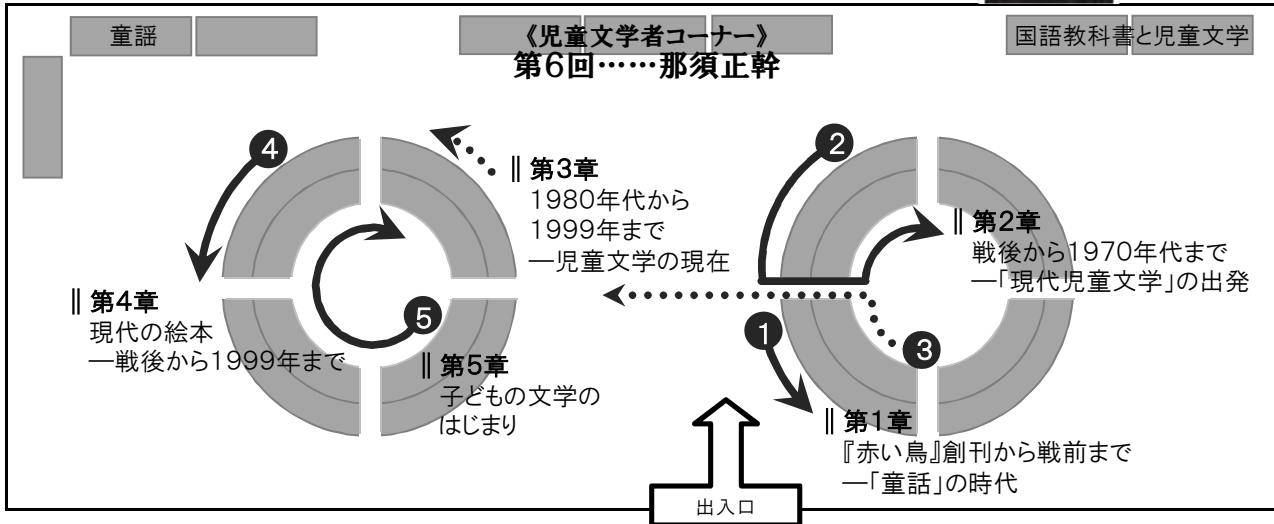 童謡
《児童文学者コーナー》
第6回……那須正幹
国語教科書と児童文学
4
2
‖第3章
1980年代から
1999年まで
―児童文学の現在
‖第2章
戦後から1970年代まで
―「現代児童文学」の出発
‖第4章
現代の絵本
―戦後から1999年まで
5
1
3
‖第5章
子どもの文学の
はじまり
‖第1章
『赤い鳥』創刊から戦前まで
―「童話」の時代
出入口